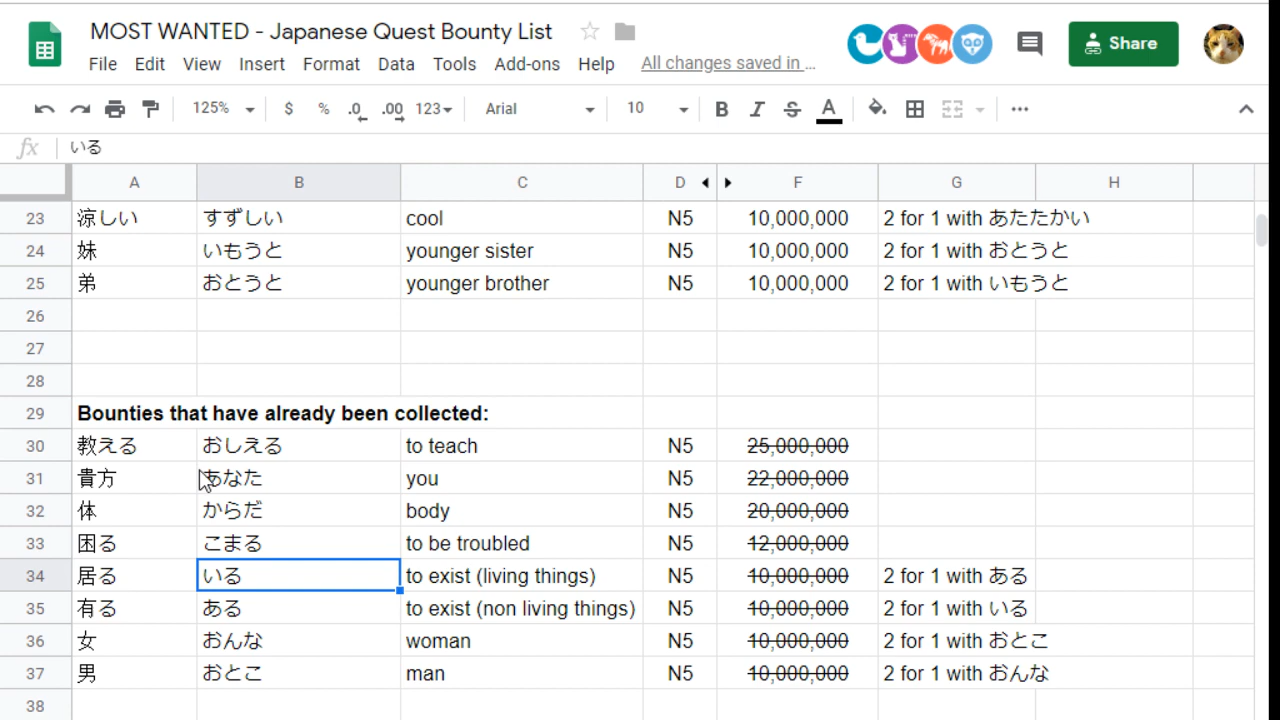 MOST WANTED - Japanese Quest Bounty List
File Edit View Insert Format Data Tools Add-ons Help All changes saved in ...
Share
125% $ % .0 .00 123 Arial 10 B I S A ...
fx いる
A B C D F G H
23 涼しい すずしい cool N5 10,000,000 2 for 1 with あたたかい
24 妹 いもうと younger sister N5 10,000,000 2 for 1 with おとうと
25 弟 おとうと younger brother N5 10,000,000 2 for 1 with いもうと
26
27
28
29 Bounties that have already been collected:
30 教える おしえる to teach N5 25,000,000
31 貴方 あなた you N5 22,000,000
32 体 からだ body N5 20,000,000
33 困る こまる to be troubled N5 12,000,000
34 居る いる to exist (living things) N5 10,000,000 2 for 1 with ある
35 有る ある to exist (non living things) N5 10,000,000 2 for 1 with いる
36 女 おんな woman N5 10,000,000 2 for 1 with おとこ
37 男 おとこ man N5 10,000,000 2 for 1 with おんな
38